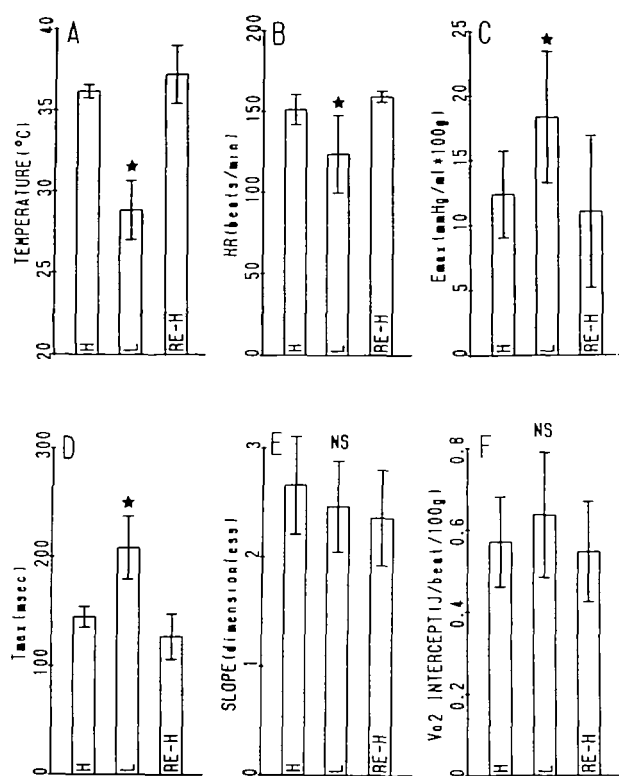 A
TEMPERATURE(°C)
20
25
30
35
40
★
H
L
RE-H
B
HR(beats/min)
0
50
100
150
200
★
H
L
RE-H
C
Emax(mmHg/ml*100g)
0
5
10
15
20
25
★
H
L
RE-H
D
Tmax(msec)
0
100
200
300
★
H
L
RE-H
E
NS
SLOPE(dimensionless)
0
1
2
3
H
L
RE-H
F
NS
Vo2 INTERCEPT(J/beat/100g)
0
0.2
0.4
0.6
0.8
H
L
RE-H